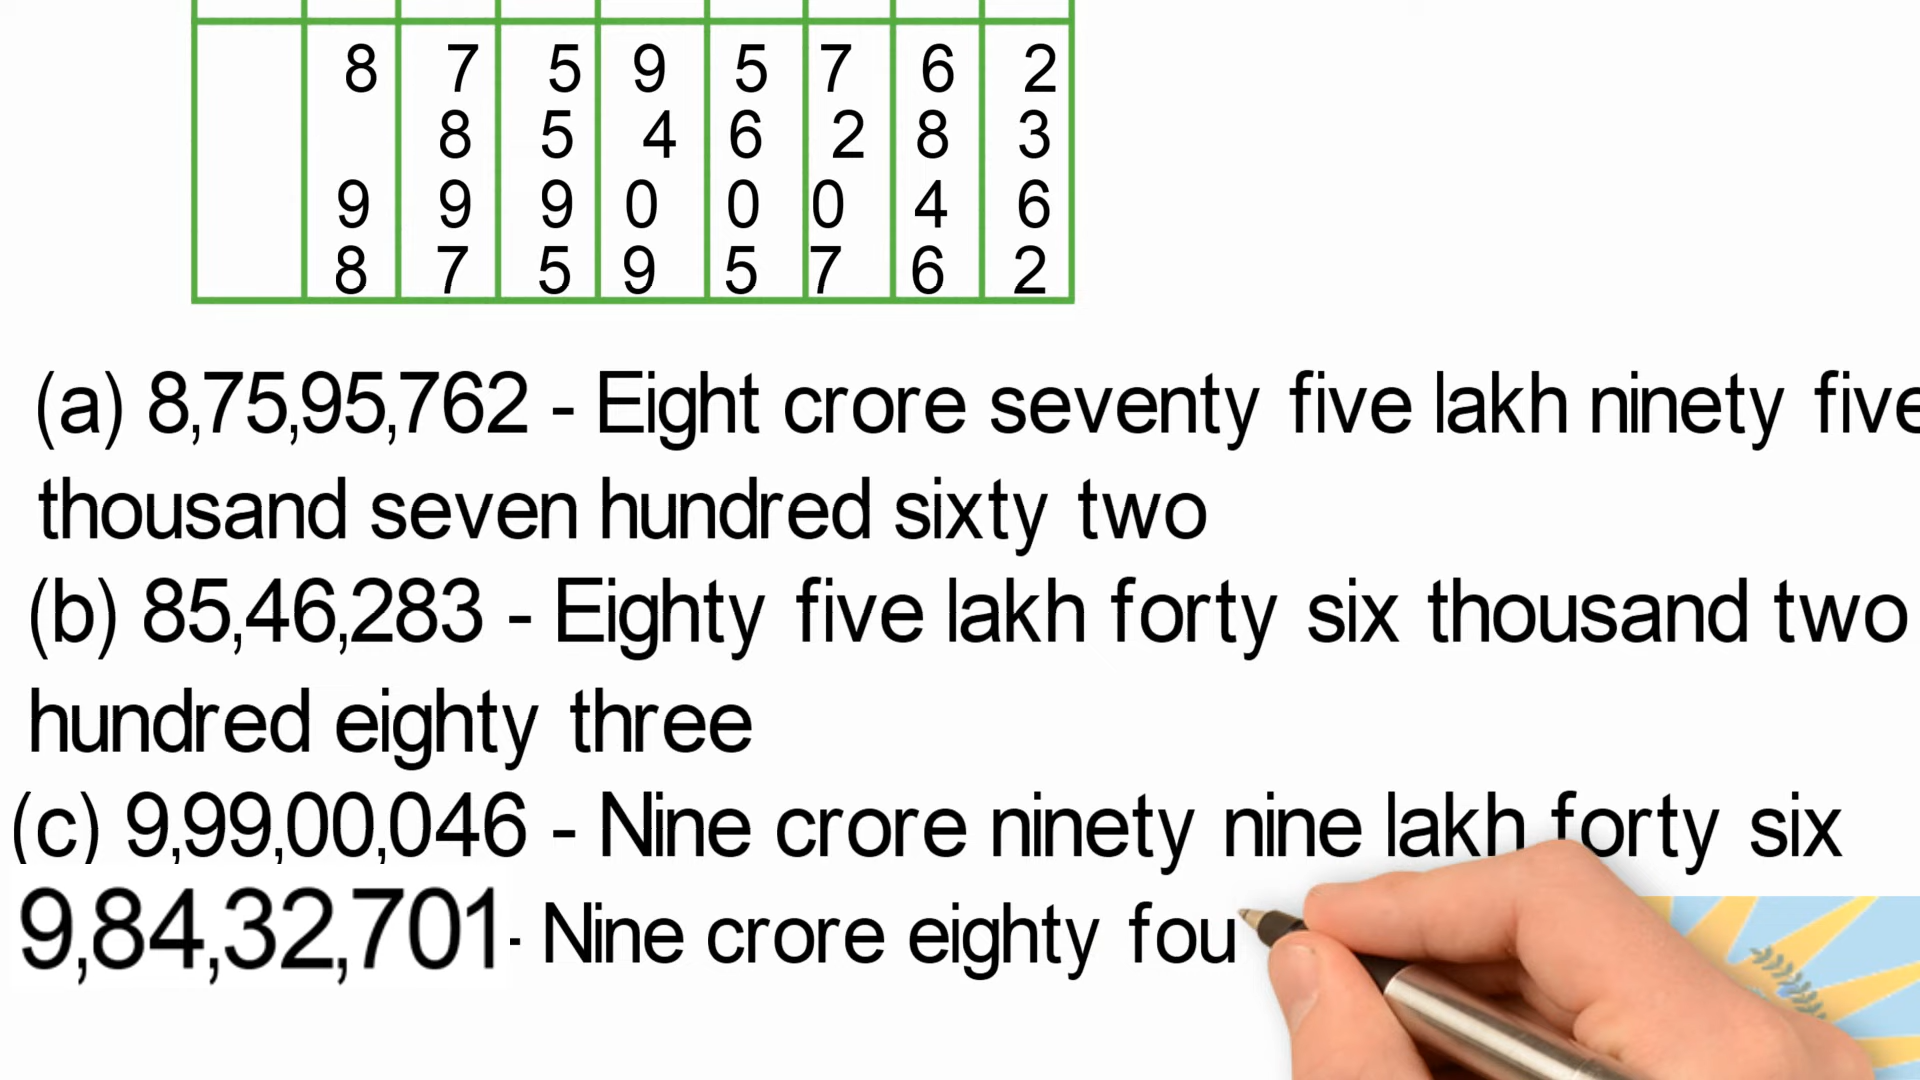 8 7 5 9 5 7 6 2
8 5 4 6 2 8 3
9 9 9 0 0 0 4 6
8 7 5 9 5 7 6 2
(a) 8,75,95,762 - Eight crore seventy five lakh ninety five
thousand seven hundred sixty two
(b) 85,46,283 - Eighty five lakh forty six thousand two
hundred eighty three
(c) 9,99,00,046 - Nine crore ninety nine lakh forty six
9,84,32,701 - Nine crore eighty fou